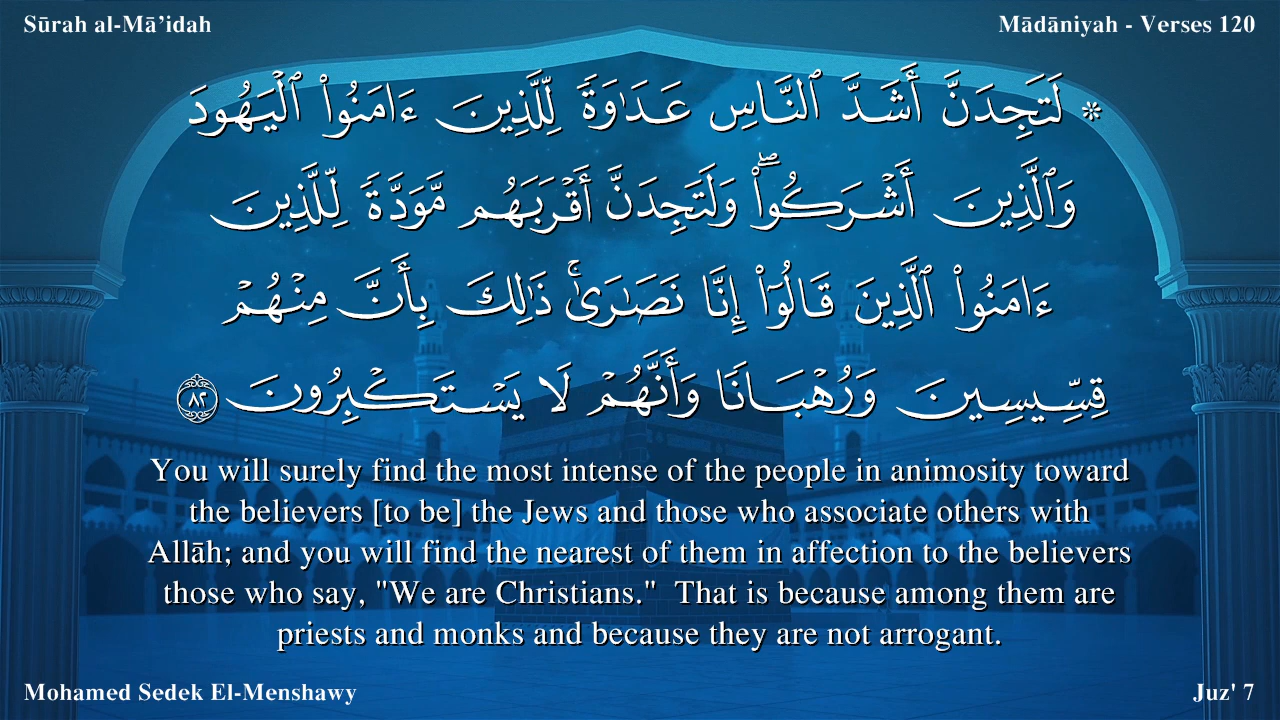 Sūrah al-Mā’idah
Mādāniyah - Verses 120
۞ لَتَجِدَنَّ أَشَدَّ ٱلنَّاسِ عَدَٰوَةً لِّلَّذِينَ ءَامَنُوا۟ ٱلْيَهُودَ
وَٱلَّذِينَ أَشْرَكُوا۟ ۖ وَلَتَجِدَنَّ أَقْرَبَهُم مَّوَدَّةً لِّلَّذِينَ
ءَامَنُوا۟ ٱلَّذِينَ قَالُوٓا۟ إِنَّا نَصَٰرَىٰ ۚ ذَٰلِكَ بِأَنَّ مِنْهُمْ
قِسِّيسِينَ وَرُهْبَانًا وَأَنَّهُمْ لَا يَسْتَكْبِرُونَ ٨٢
You will surely find the most intense of the people in animosity toward
the believers [to be] the Jews and those who associate others with
Allāh; and you will find the nearest of them in affection to the believers
those who say, "We are Christians."  That is because among them are
priests and monks and because they are not arrogant.
Mohamed Sedek El-Menshawy
Juz' 7